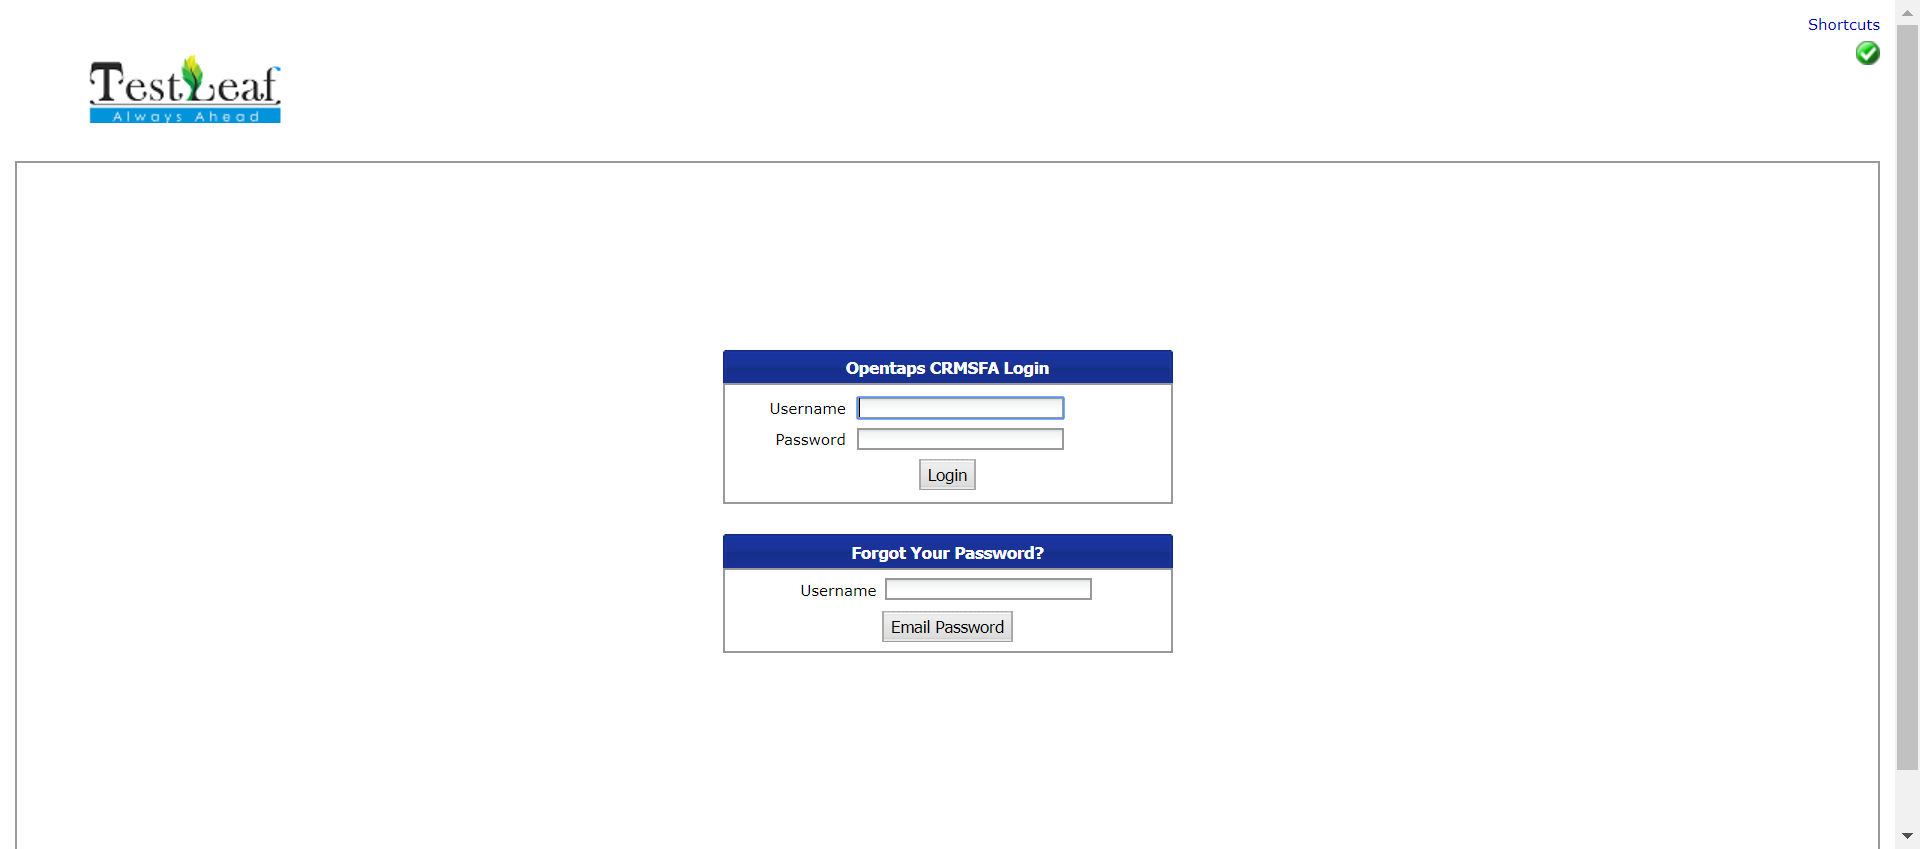 Shortcuts
TestLeaf
Always Ahead
Opentaps CRMSFA Login
Username
Password
Login
Forgot Your Password?
Username
Email Password